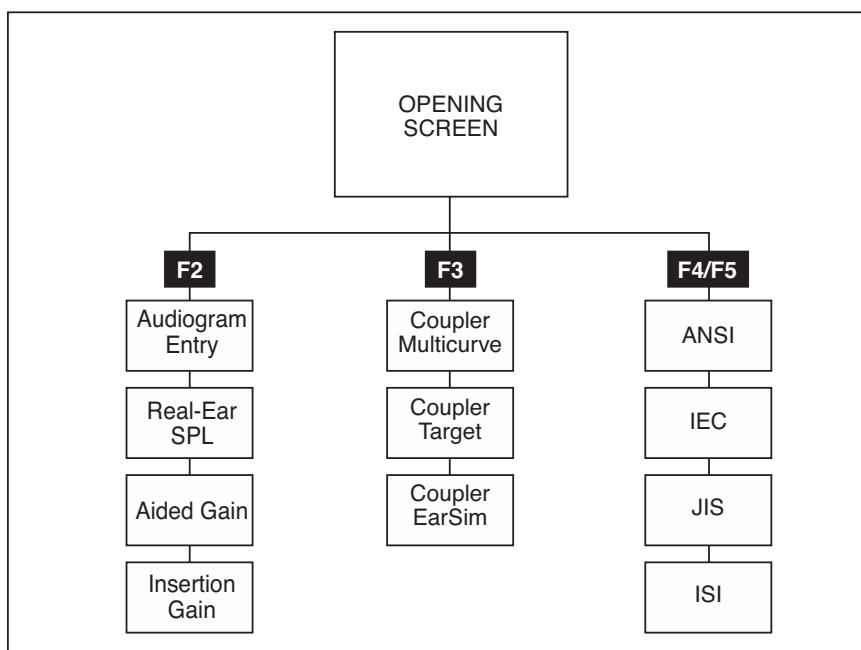 OPENING
SCREEN
F2
F3
F4/F5
Audiogram
Entry
Real-Ear
SPL
Aided Gain
Insertion
Gain
Coupler
Multicurve
Coupler
Target
Coupler
EarSim
ANSI
IEC
JIS
ISI